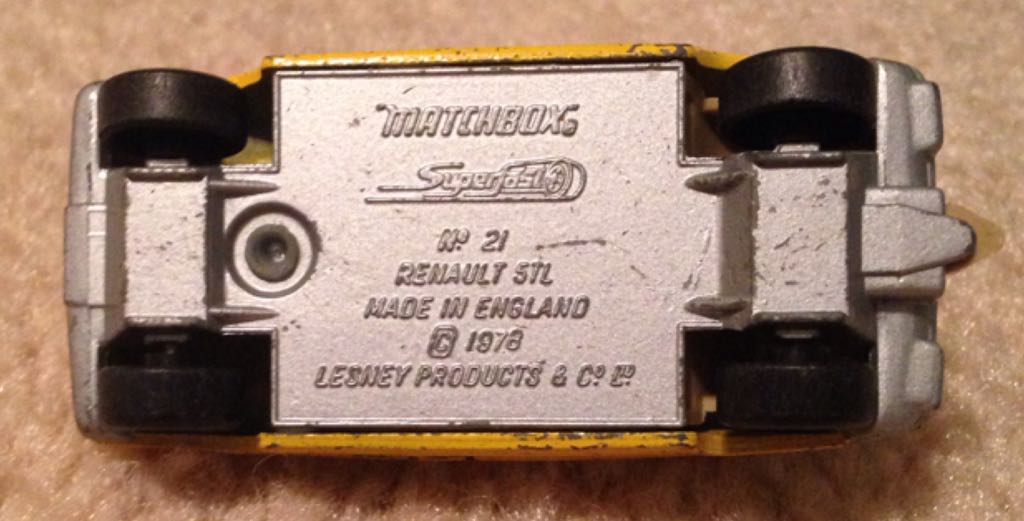 MATCHBOX
Superfast
Nº 21
RENAULT 5TL
MADE IN ENGLAND
© 1978
LESNEY PRODUCTS & Cº Lº